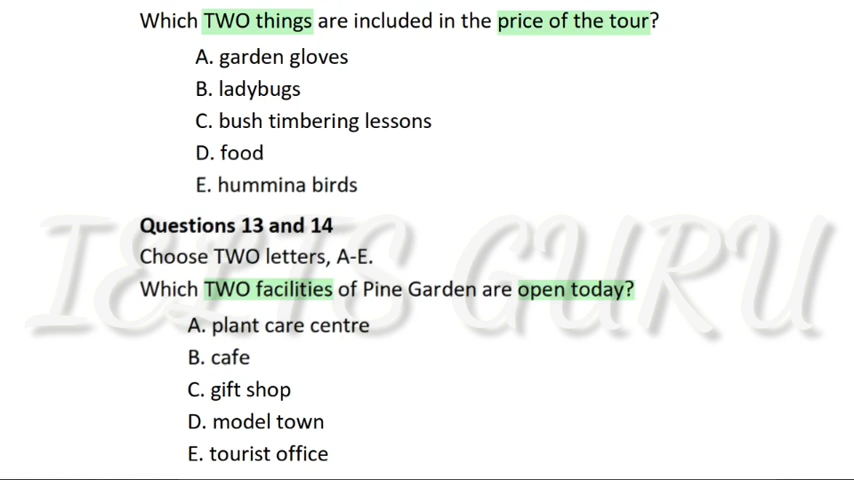 Which TWO things are included in the price of the tour?
A. garden gloves
B. ladybugs
C. bush timbering lessons
D. food
E. hummina birds
Questions 13 and 14
Choose TWO letters, A-E.
IELTS GURU
Which TWO facilities of Pine Garden are open today?
A. plant care centre
B. cafe
C. gift shop
D. model town
E. tourist office